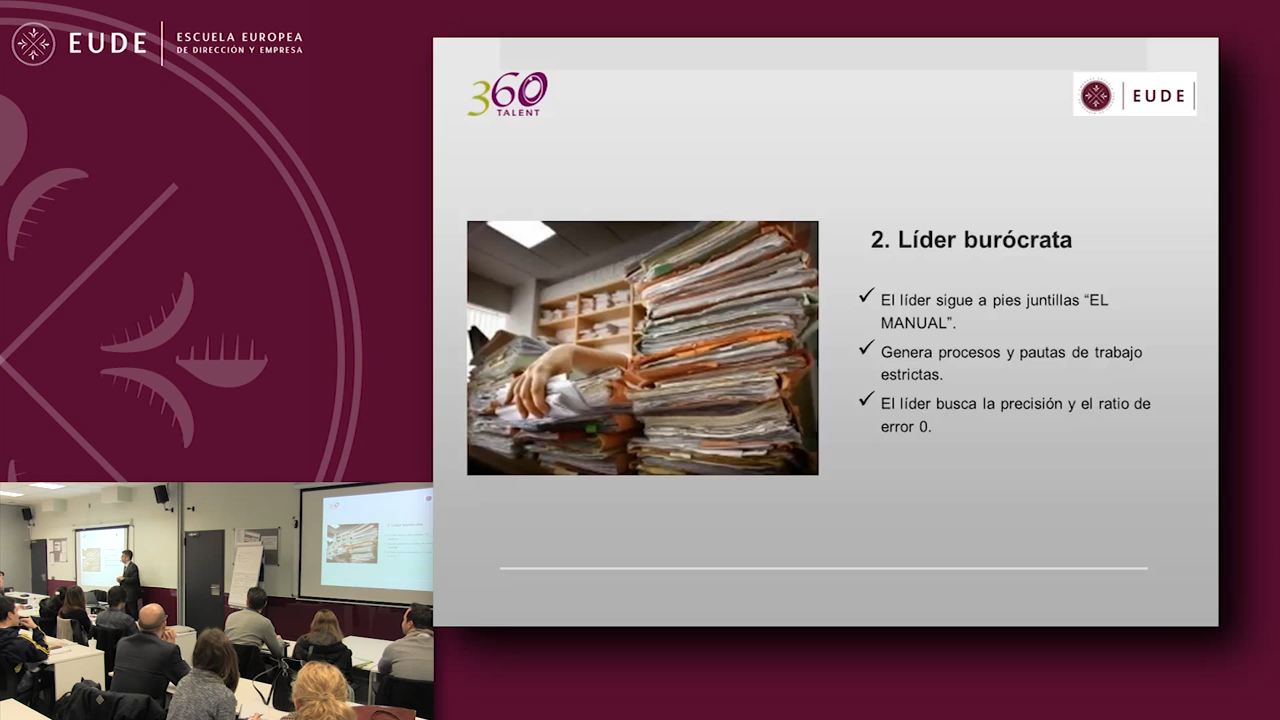 EUDE
ESCUELA EUROPEA
DE DIRECCIÓN Y EMPRESA
360
TALENT
EUDE
2. Líder burócrata
El líder sigue a pies juntillas “EL
MANUAL”.
Genera procesos y pautas de trabajo
estrictas.
El líder busca la precisión y el ratio de
error 0.